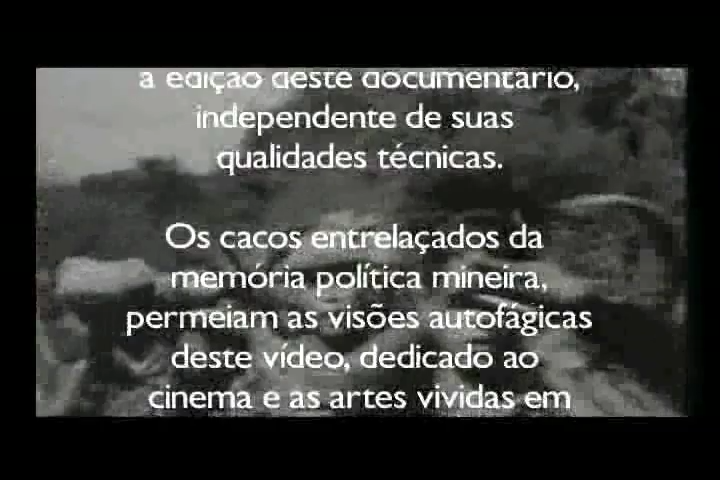 a edição deste documentário,
independente de suas
qualidades técnicas.
Os cacos entrelaçados da
memória política mineira,
permeiam as visões autofágicas
deste vídeo, dedicado ao
cinema e as artes vividas em